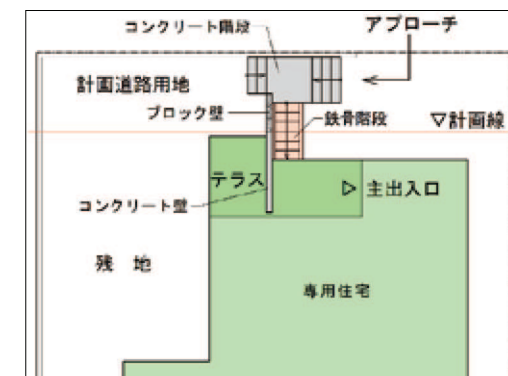 コンクリート階段
アプローチ
計画道路用地
ブロック壁
鉄骨階段
▽計画線
テラス
▷ 主出入口
コンクリート壁
残 地
専用住宅